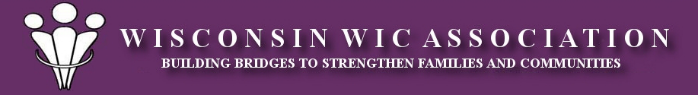 WISCONSIN WIC ASSOCIATION
BUILDING BRIDGES TO STRENGTHEN FAMILIES AND COMMUNITIES